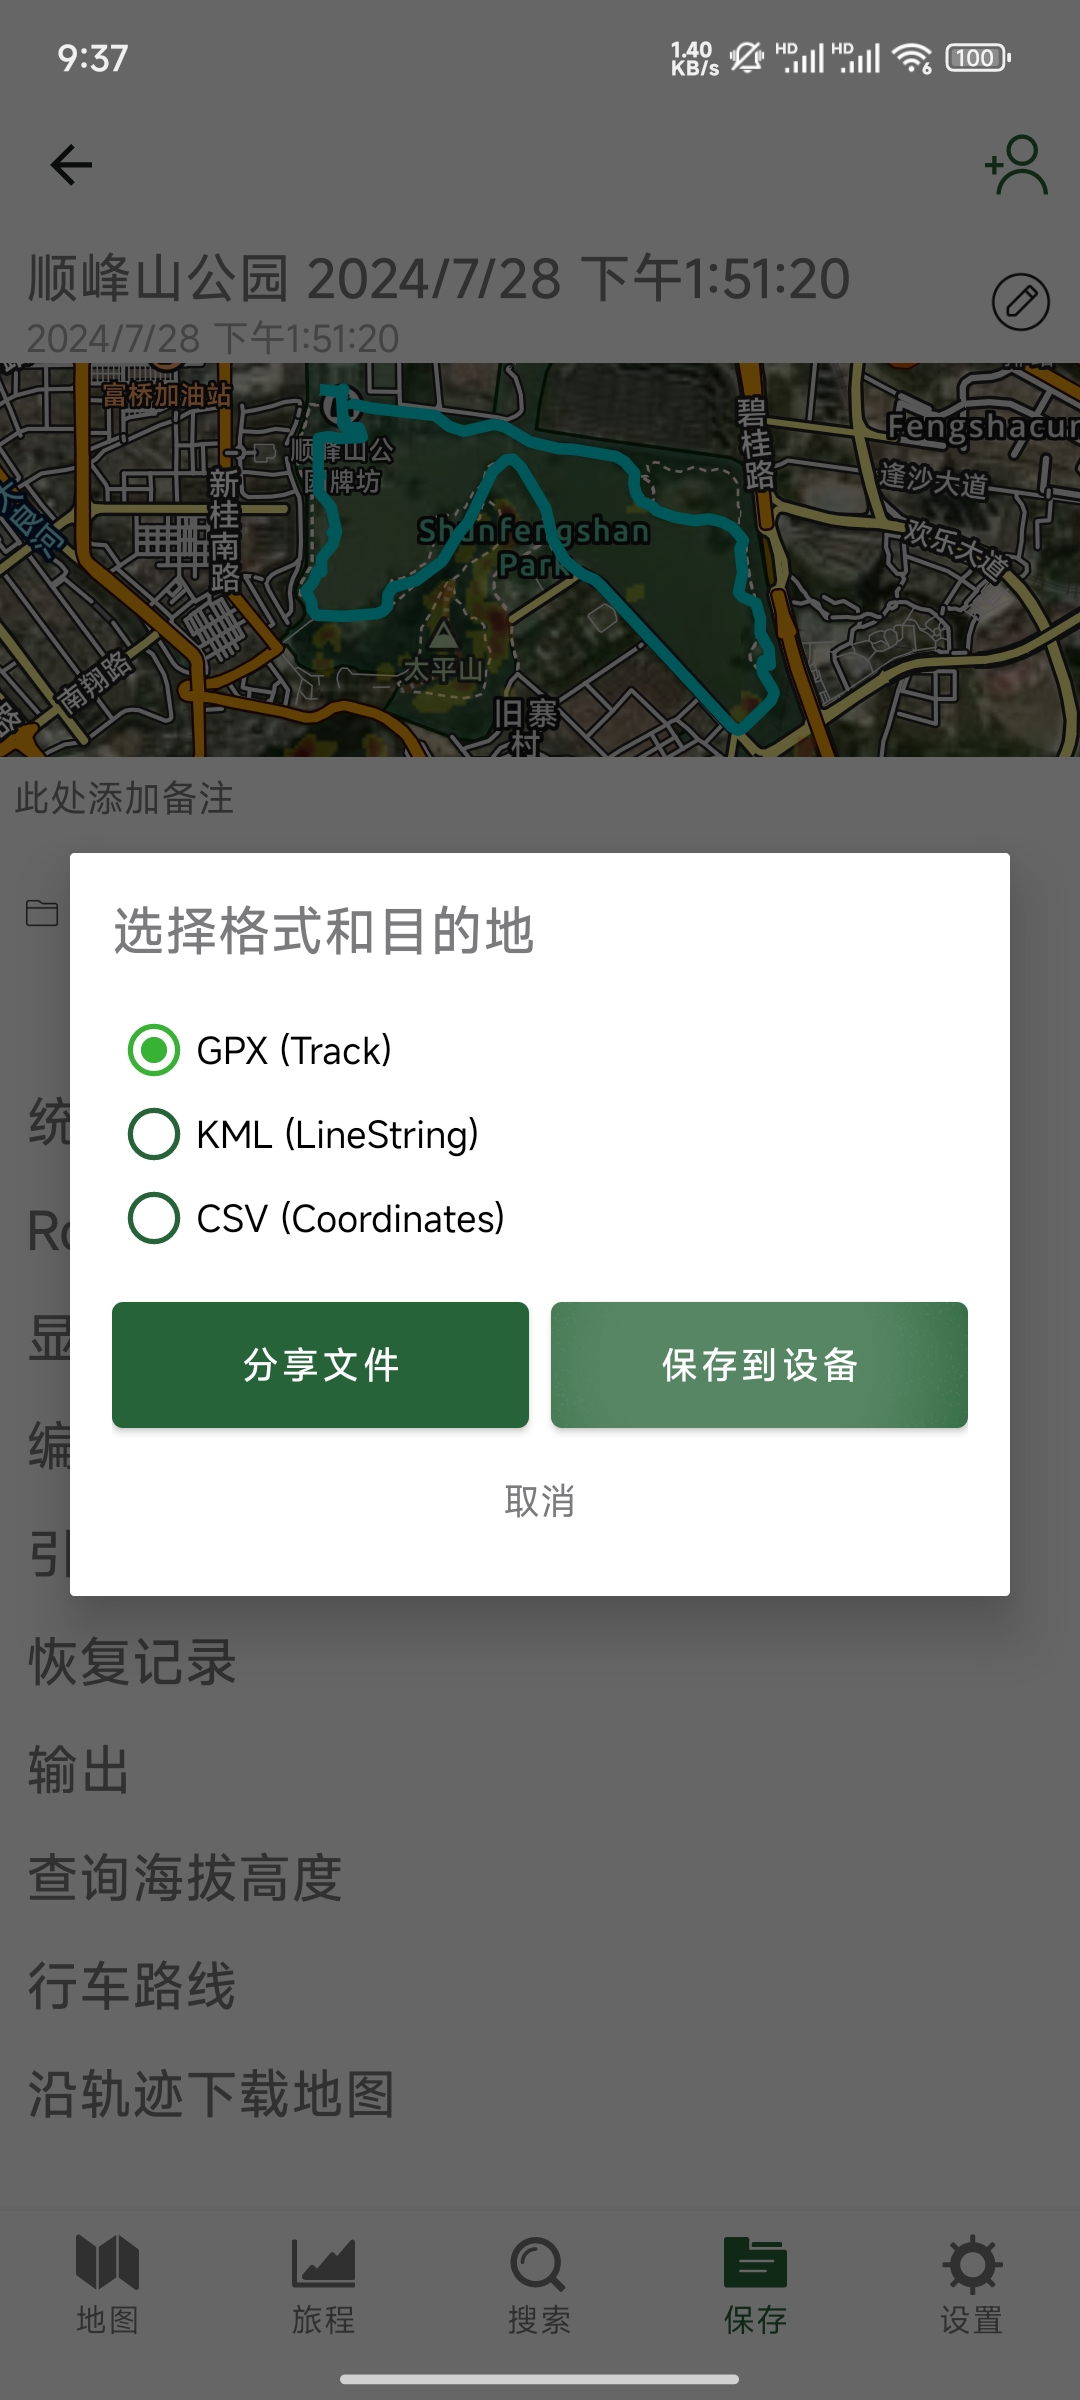 9:37
1.40 KB/s HD HD 6 100
顺峰山公园 2024/7/28 下午1:51:20
2024/7/28 下午1:51:20
富桥加油站
碧桂路
Fengshacun
顺峰山公
园牌坊
新桂南路
逢沙大道
大良河
Shunfengshan
Park
欢乐大道
太平山
南翔路
旧寨
村
路
此处添加备注
选择格式和目的地
GPX (Track)
KML (LineString)
CSV (Coordinates)
统
Ro
显
分享文件
保存到设备
编
取消
引
恢复记录
输出
查询海拔高度
行车路线
沿轨迹下载地图
地图
旅程
搜索
保存
设置